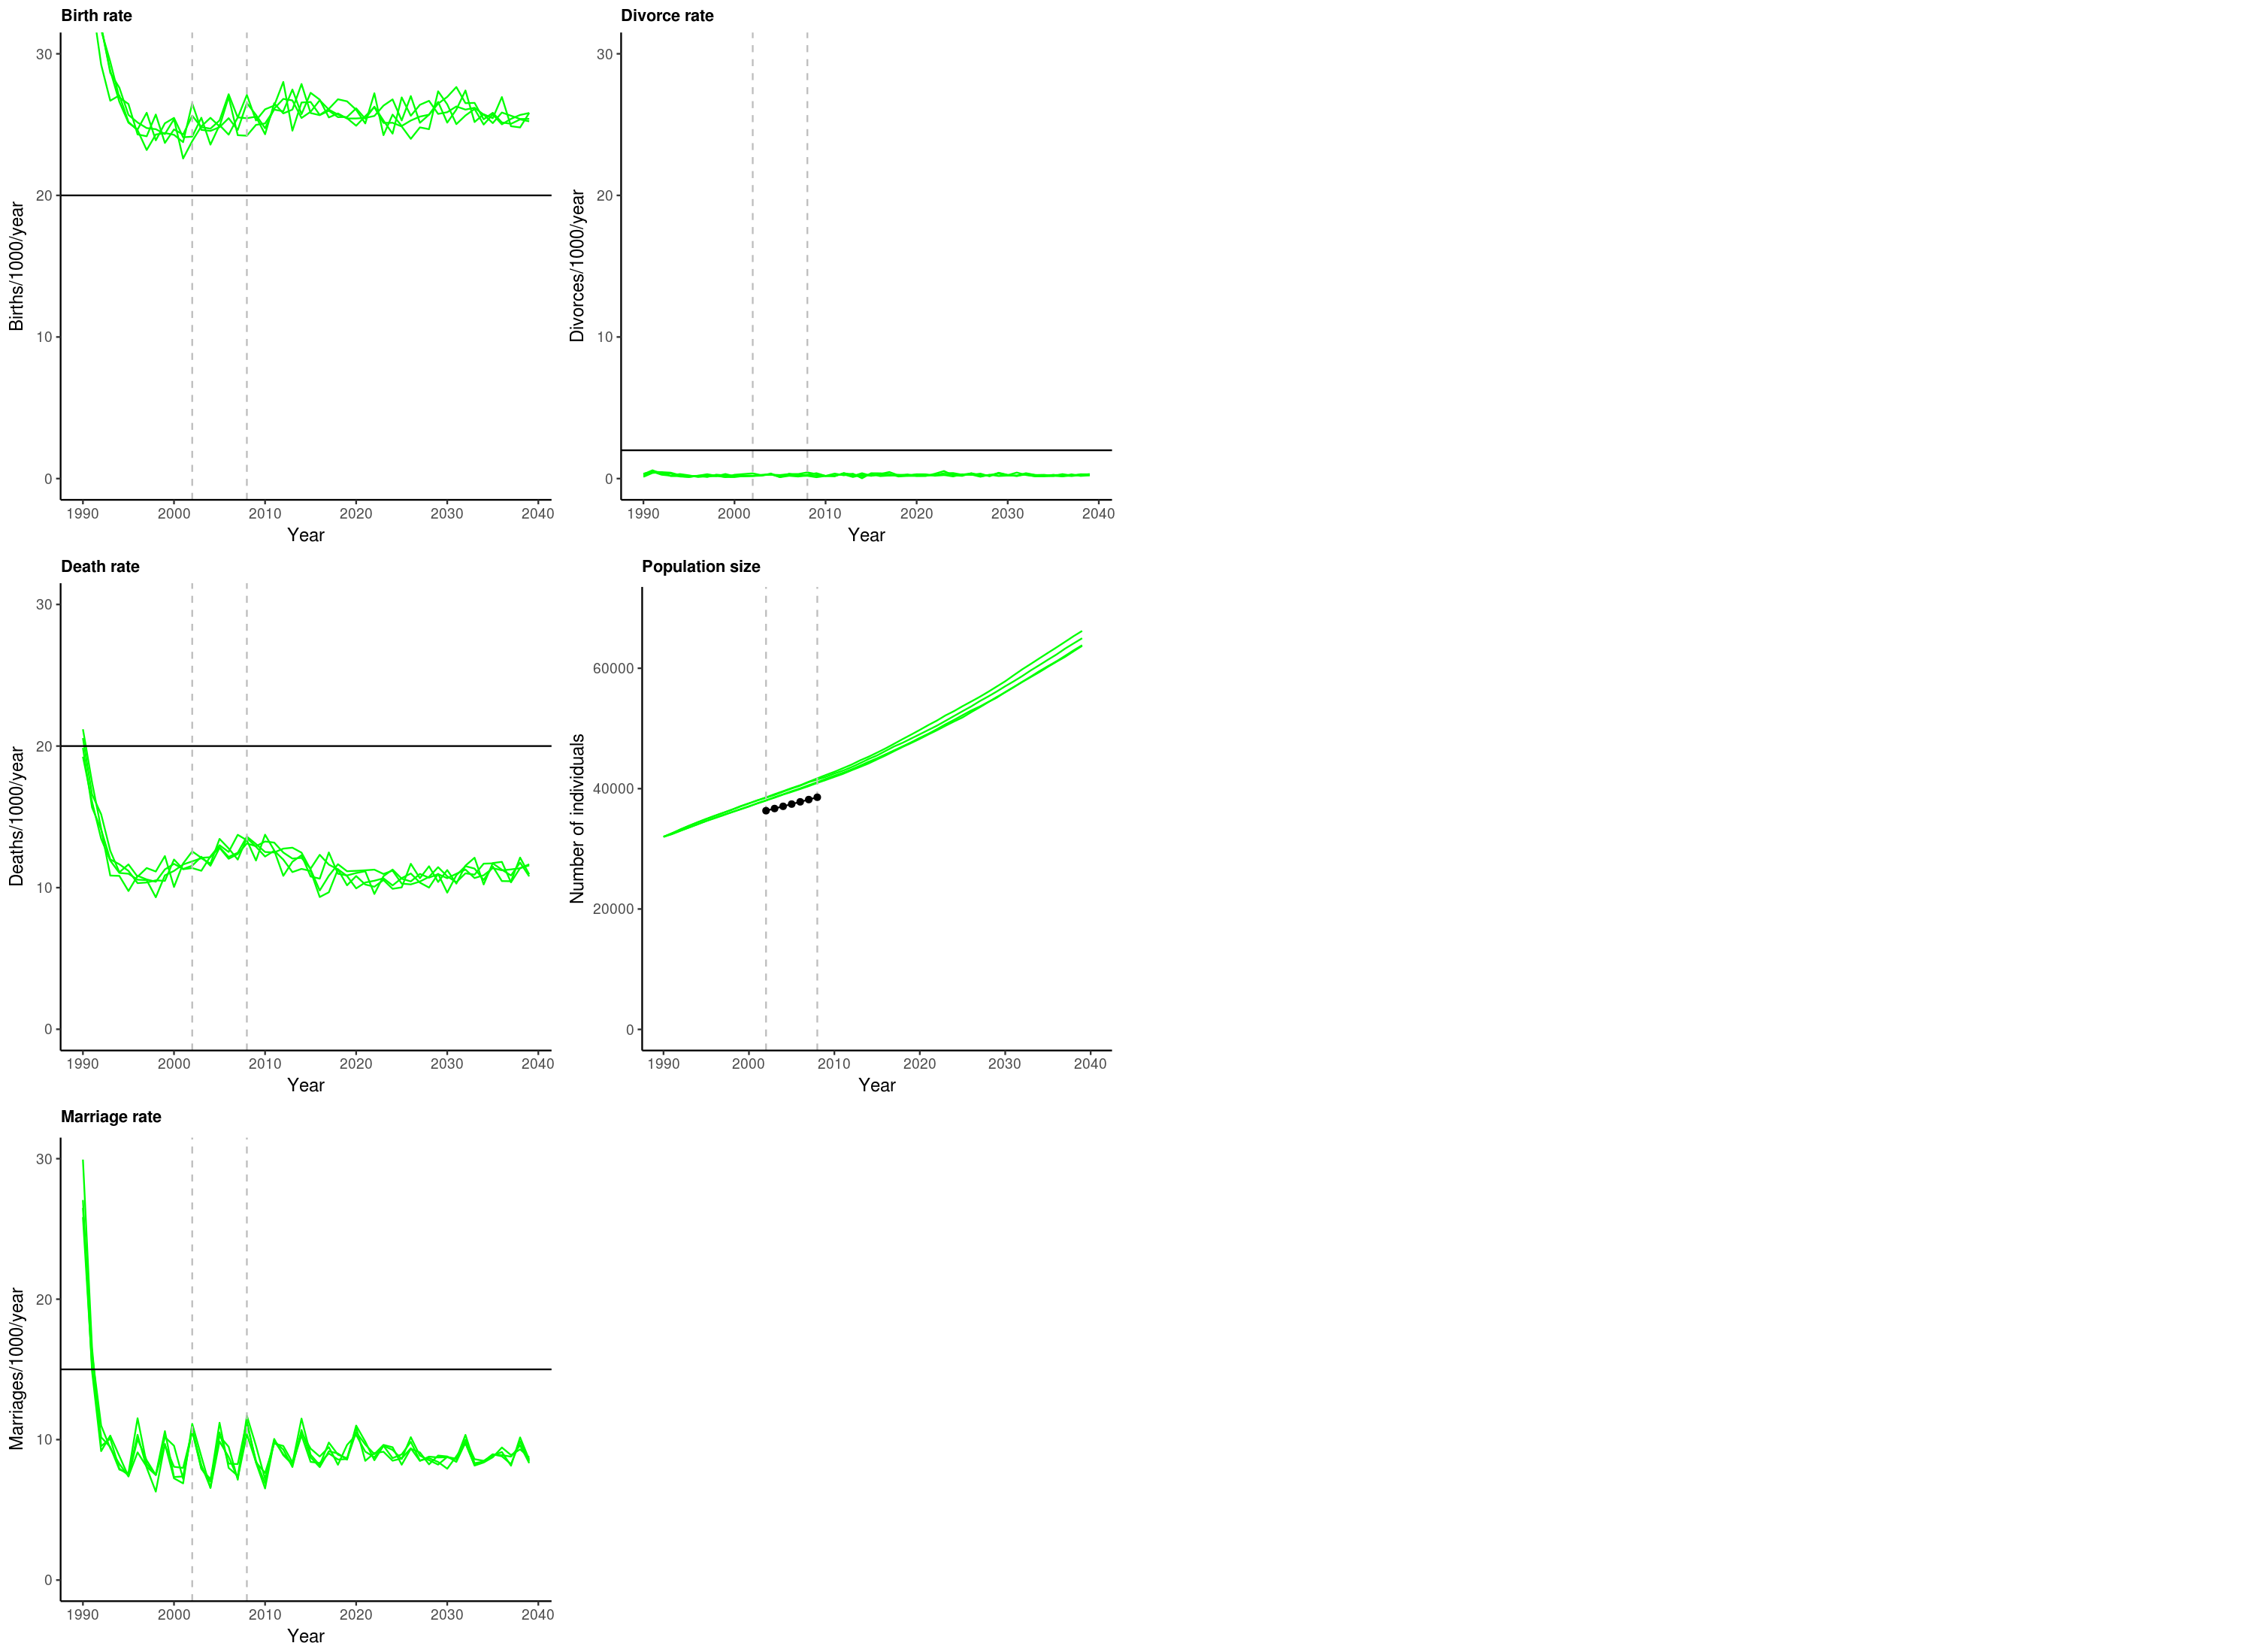 Birth rate
30
20
10
0
Births/1000/year
1990 2000 2010 2020 2030 2040
Year
Divorce rate
30
20
10
0
Divorces/1000/year
1990 2000 2010 2020 2030 2040
Year
Death rate
30
20
10
0
Deaths/1000/year
1990 2000 2010 2020 2030 2040
Year
Population size
60000
40000
20000
0
Number of individuals
1990 2000 2010 2020 2030 2040
Year
Marriage rate
30
20
10
0
Marriages/1000/year
1990 2000 2010 2020 2030 2040
Year